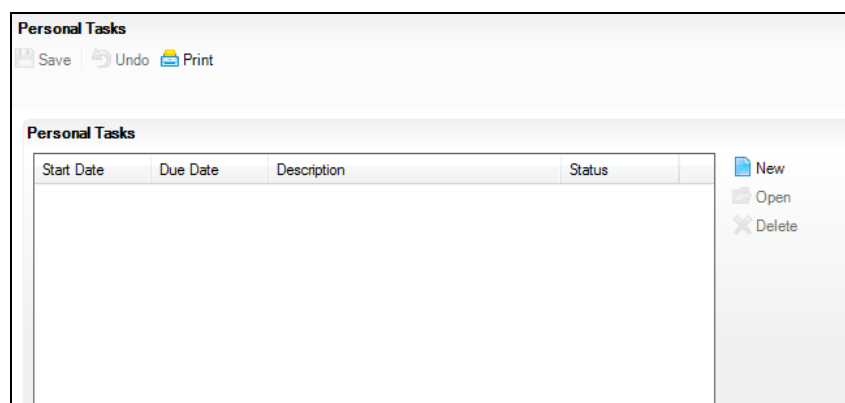 Personal Tasks
Save Undo Print
Personal Tasks
Start Date Due Date Description Status
New
Open
Delete